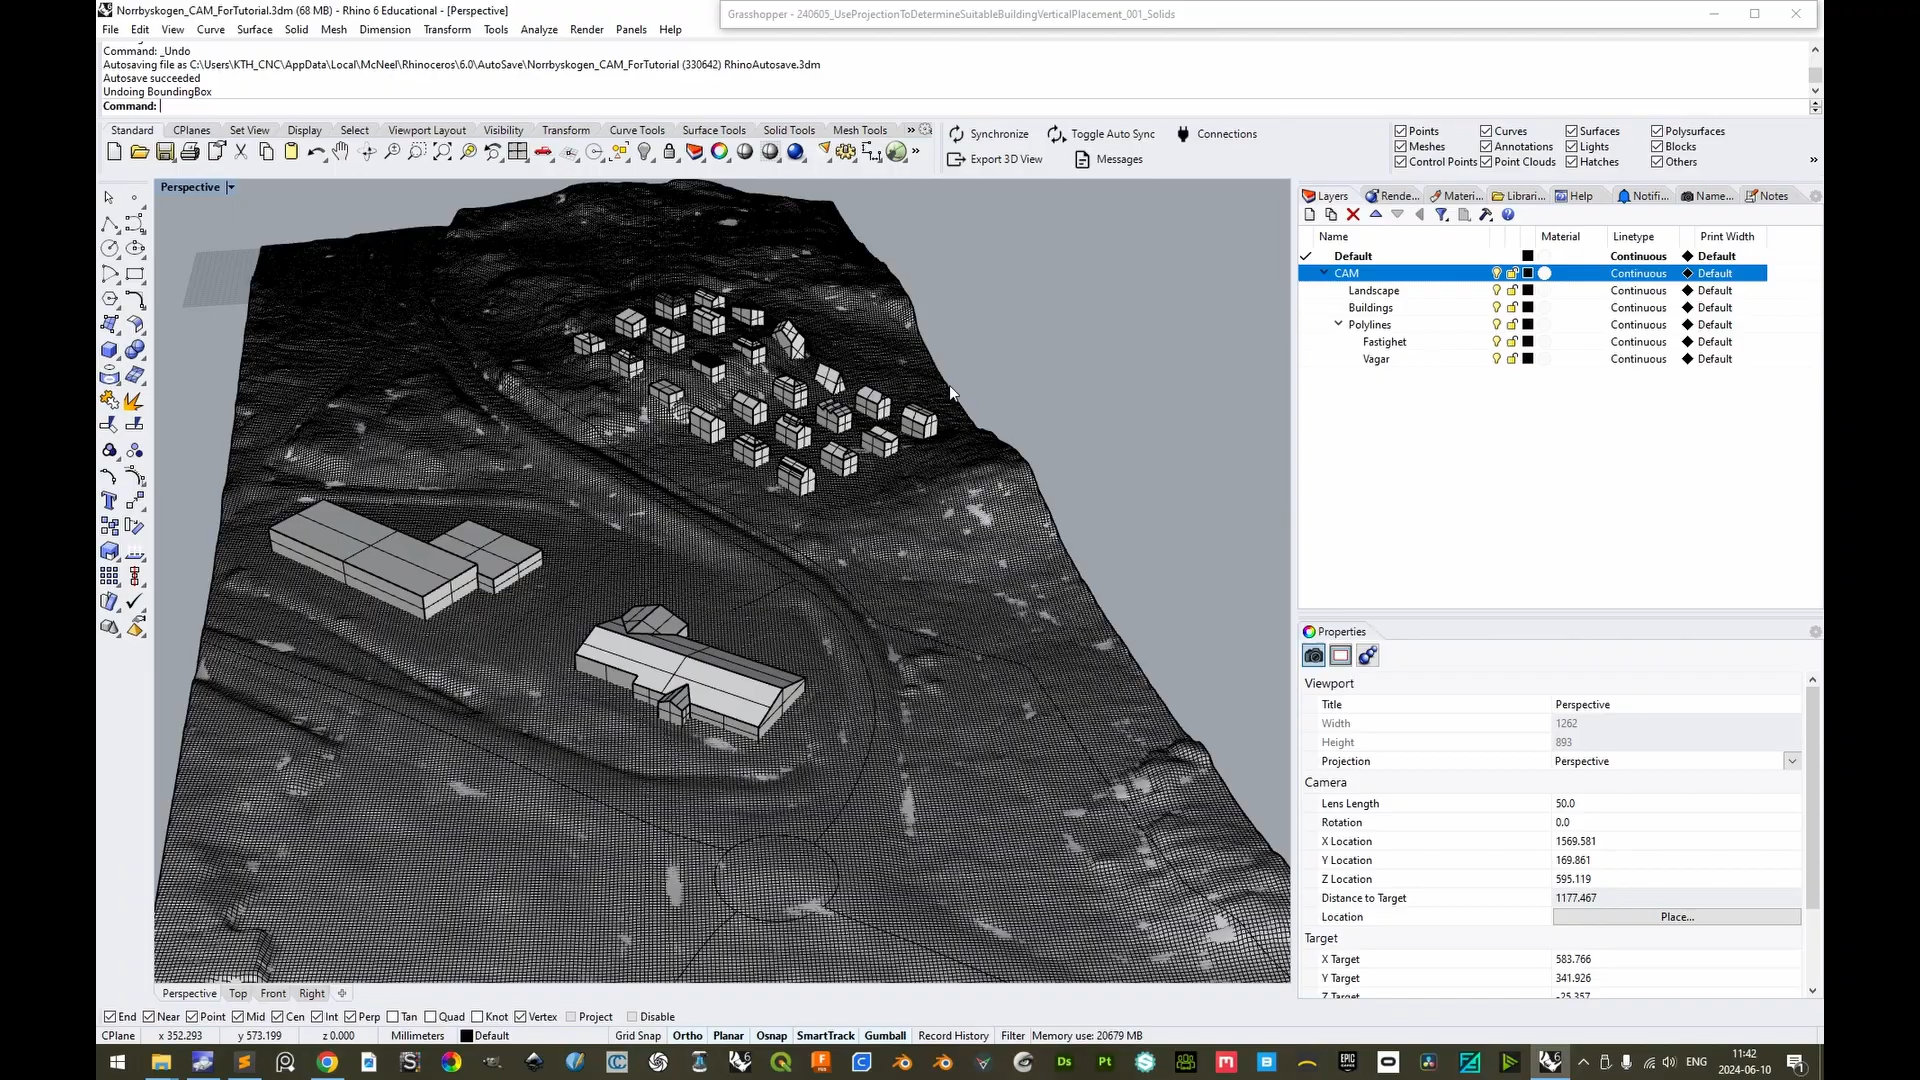 Norrbyskogen_CAM_ForTutorial.3dm (68 MB) - Rhino 6 Educational - [Perspective]
Grasshopper - 240605_UseProjectionToDetermineSuitableBuildingVerticalPlacement_001_Solids
File Edit View Curve Surface Solid Mesh Dimension Transform Tools Analyze Render Panels Help
Command: _Undo
Autosaving file as C:\Users\KTH_CNC\AppData\Local\McNeel\Rhinoceros\6.0\AutoSave\Norrbyskogen_CAM_ForTutorial (330642) RhinoAutosave.3dm
Autosave succeeded
Undoing BoundingBox
Command:
Standard CPlanes Set View Display Select Viewport Layout Visibility Transform Curve Tools Surface Tools Solid Tools Mesh Tools »
Synchronize Toggle Auto Sync Connections
Export 3D View Messages
Points Curves Surfaces Polysurfaces
Meshes Annotations Lights Blocks
Control Points Point Clouds Hatches Others
Perspective
Layers Rende... Materi... Librari... Help Notifi... Name... Notes
Name Material Linetype Print Width
Default Continuous Default
CAM Continuous Default
Landscape Continuous Default
Buildings Continuous Default
Polylines Continuous Default
Fastighet Continuous Default
Vagar Continuous Default
Properties
Viewport
Title Perspective
Width 1262
Height 893
Projection Perspective
Camera
Lens Length 50.0
Rotation 0.0
X Location 1569.581
Y Location 169.861
Z Location 595.119
Distance to Target 1177.467
Location Place...
Target
X Target 583.766
Y Target 341.926
Z Target -25.357
Perspective Top Front Right
End Near Point Mid Cen Int Perp Tan Quad Knot Vertex Project Disable
CPlane x 352.293 y 573.199 z 0.000 Millimeters Default Grid Snap Ortho Planar Osnap SmartTrack Gumball Record History Filter Memory use: 20679 MB
ENG
11:42
2024-06-10